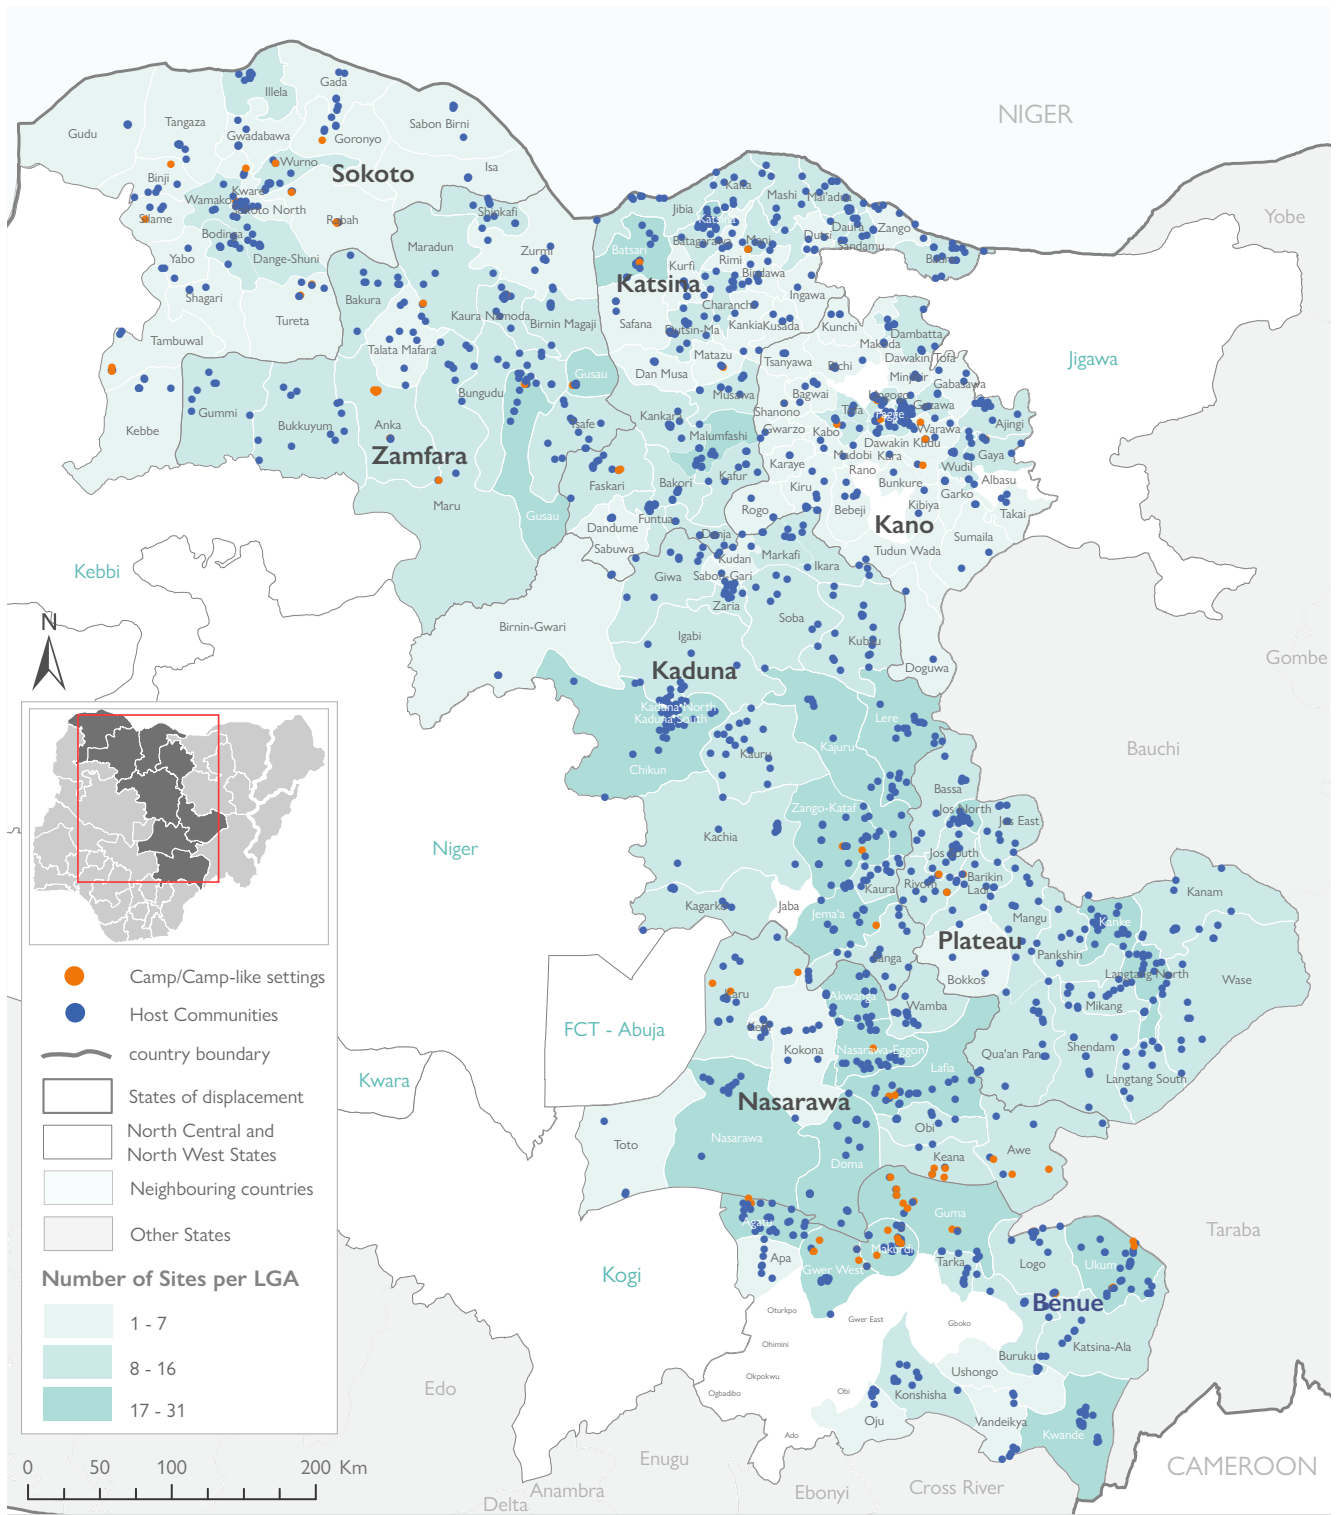 NIGER
Gada
Illela
Gudu
Tangaza
Gwadabawa
Goronyo
Sabon Birni
Wurno
Sokoto
Isa
Binji
Kware
Wamako
Sokoto North
Silame
Rabah
Shinkafi
Bodinga
Maradun
Yabo
Dange-Shuni
Zurmi
Shagari
Bakura
Tureta
Kaura Namoda
Birnin Magaji
Tambuwal
Talata Mafara
Gusau
Bungudu
Gummi
Bukkuyum
Anka
Tsafe
Kebbe
Zamfara
Maru
Gusau
Kaita
Mashi
Mai'adua
Jibia
Katsina
Daura
Zango
Yobe
Batsari
Batagarawa
Mani
Dutsi
Sandamu
Baure
Kurfi
Rimi
Bindawa
Katsina
Ingawa
Charanchi
Safana
Dutsin-Ma
Kankia
Kusada
Kunchi
Dambatta
Makoda
Matazu
Tsanyawa
Bichi
Dawakin Tofa
Jigawa
Dan Musa
Minjibir
Gabasawa
Musawa
Bagwai
Ungogo
Gezawa
Kankara
Shanono
Tofa
Fagge
Gwarzo
Kabo
Warawa
Ajingi
Malumfashi
Dawakin Kudu
Madobi
Kura
Gaya
Karaye
Rano
Wudil
Faskari
Bakori
Kafur
Kiru
Bunkure
Albasu
Garko
Rogo
Bebeji
Kibiya
Takai
Funtua
Dandume
Kano
Danja
Sumaila
Sabuwa
Kudan
Markafi
Tudun Wada
Kebbi
Giwa
Sabon-Gari
Ikara
Zaria
N
Soba
Birnin-Gwari
Igabi
Kubau
Kaduna
Doguwa
Gombe
Kaduna North
Kaduna South
Lere
Kajuru
Bauchi
Kauru
Chikun
Bassa
Zango-Kataf
Jos North
Jos East
Kachia
Niger
Jos South
Barikin
Ladi
Riyom
Kaura
Kanam
Jaba
Kagarko
Jema'a
Mangu
Kanke
Plateau
Pankshin
Sanga
Langtang North
Bokkos
Wase
Camp/Camp-like settings
Karu
Akwanga
Wamba
Mikang
Host Communities
FCT - Abuja
Keffi
Kokona
Nasarawa-Eggon
Qua'an Pan
Shendam
country boundary
Lafia
Langtang South
Kwara
States of displacement
Nasarawa
North Central and
North West States
Obi
Toto
Nasarawa
Awe
Doma
Keana
Neighbouring countries
Guma
Agatu
Taraba
Other States
Makurdi
Apa
Tarka
Logo
Ukum
Gwer West
Kogi
Number of Sites per LGA
Benue
1 - 7
Oturkpo
Gwer East
Gboko
Ohimini
Katsina-Ala
8 - 16
Buruku
Okpokwu
Ushongo
Edo
Ogbadibo
Obi
Konshisha
17 - 31
Oju
Vandeikya
Ado
Kwande
Enugu
CAMEROON
0 50 100 200 Km
Anambra
Ebonyi
Cross River
Delta